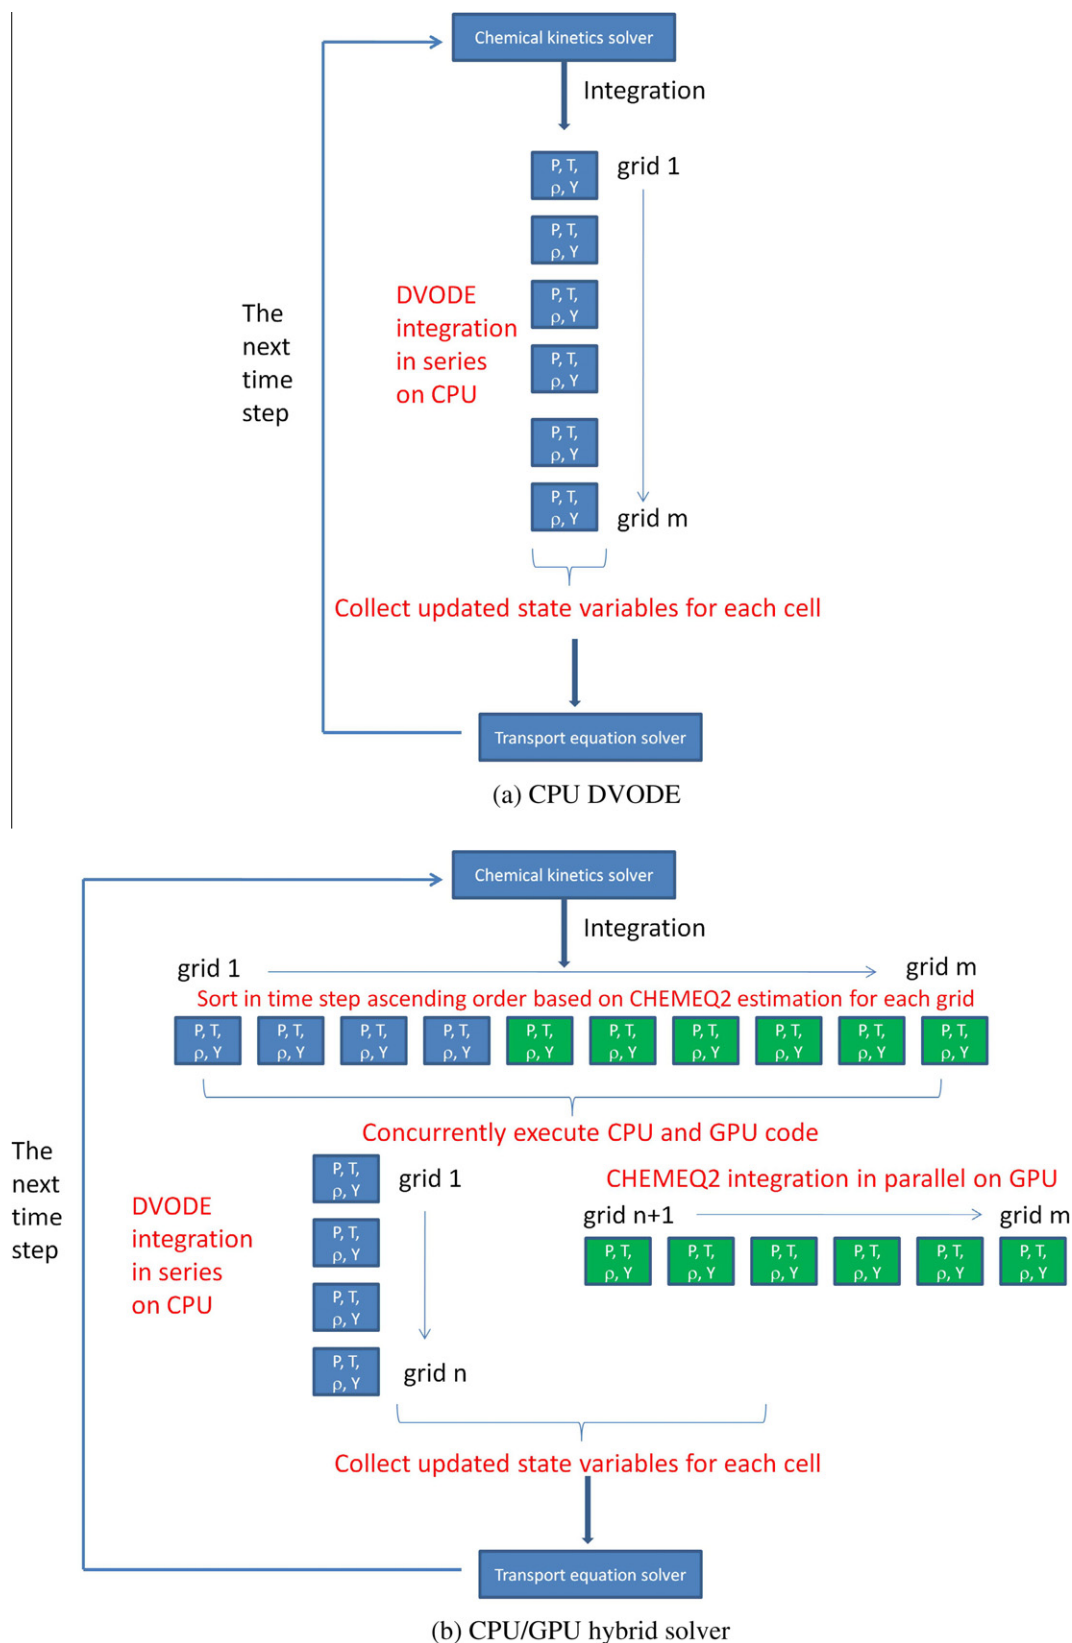 Chemical kinetics solver
Integration
P, T,
ρ, Y
grid 1
P, T,
ρ, Y
P, T,
ρ, Y
P, T,
ρ, Y
P, T,
ρ, Y
P, T,
ρ, Y
grid m
The
next
time
step
DVODE
integration
in series
on CPU
Collect updated state variables for each cell
Transport equation solver
(a) CPU DVODE
Chemical kinetics solver
Integration
grid 1
grid m
Sort in time step ascending order based on CHEMEQ2 estimation for each grid
P, T,
ρ, Y
P, T,
ρ, Y
P, T,
ρ, Y
P, T,
ρ, Y
P, T,
ρ, Y
P, T,
ρ, Y
P, T,
ρ, Y
P, T,
ρ, Y
P, T,
ρ, Y
P, T,
ρ, Y
Concurrently execute CPU and GPU code
The
next
time
step
DVODE
integration
in series
on CPU
P, T,
ρ, Y
grid 1
P, T,
ρ, Y
P, T,
ρ, Y
P, T,
ρ, Y
grid n
CHEMEQ2 integration in parallel on GPU
grid n+1
grid m
P, T,
ρ, Y
P, T,
ρ, Y
P, T,
ρ, Y
P, T,
ρ, Y
P, T,
ρ, Y
P, T,
ρ, Y
Collect updated state variables for each cell
Transport equation solver
(b) CPU/GPU hybrid solver